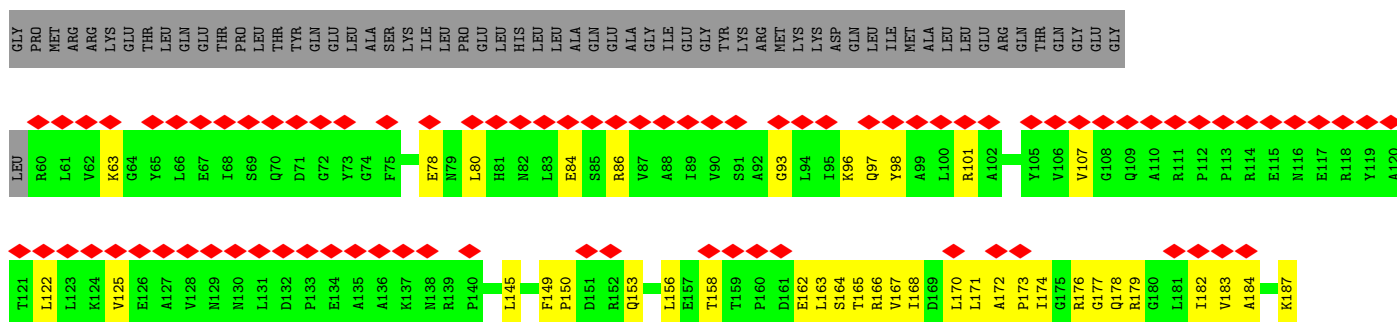 GLY PRO MET ARG ARG LYS GLU THR LEU GLN GLU THR PRO LEU THR TYR GLN GLU LEU ALA SER LYS ILE LEU PRO GLU LEU HIS LEU LEU ALA GLN GLU ALA GLY ILE GLU GLY TYR LYS ARG MET LYS LYS ASP GLN LEU ILE MET ALA LEU LEU GLU ARG GLN THR GLN GLY GLU GLY
LEU R60 L61 V62 K63 G64 Y65 L66 E67 I68 S69 Q70 D71 G72 Y73 G74 F75 E78 N79 L80 H81 N82 L83 E84 S85 R86 V87 A88 I89 V90 S91 A92 G93 L94 I95 K96 Q97 Y98 A99 L100 R101 A102 Y105 V106 V107 G108 Q109 A110 R111 P112 P113 R114 E115 N116 E117 R118 Y119 A120
T121 L122 L123 K124 V125 E126 A127 V128 N129 N130 L131 D132 P133 E134 A135 A136 K137 N138 R139 P140 L145 F149 P150 D151 R152 Q153 L156 E157 T158 T159 P160 D161 E162 L163 S164 T165 R166 V167 I168 D169 L170 L171 A172 P173 I174 G175 R176 G177 Q178 R179 G180 L181 I182 V183 A184 K187